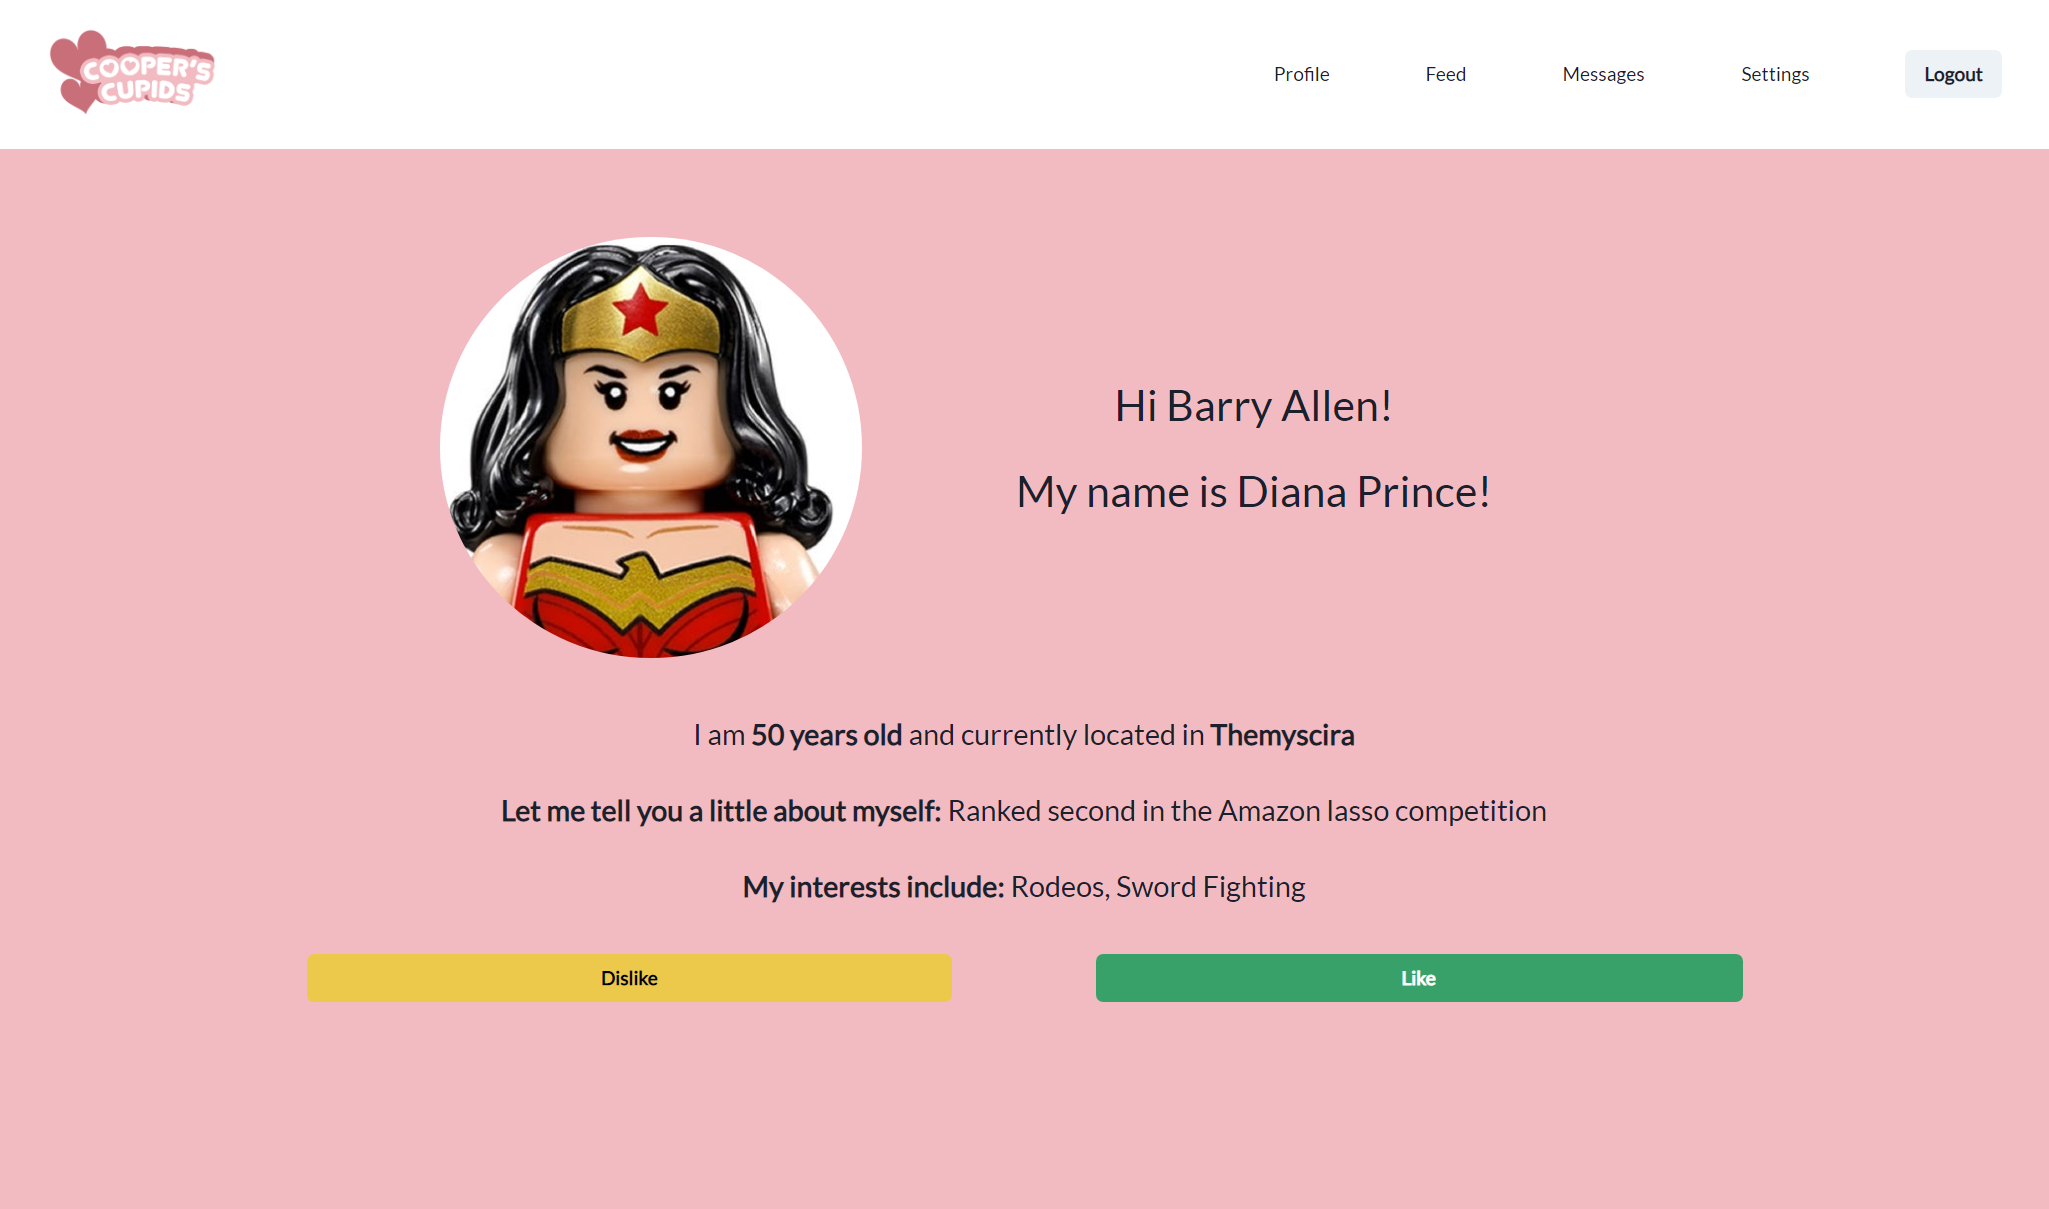 COOPER'S
CUPIDS
Profile Feed Messages Settings Logout
Hi Barry Allen!
My name is Diana Prince!
I am 50 years old and currently located in Themyscira
Let me tell you a little about myself: Ranked second in the Amazon lasso competition
My interests include: Rodeos, Sword Fighting
Dislike Like